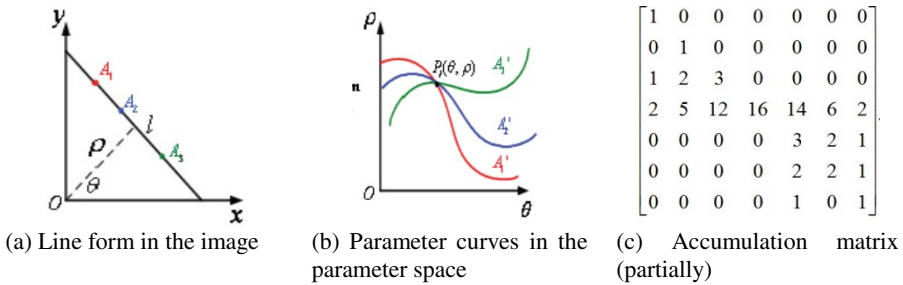 y
A₁
A₂
l
ρ
A₃
θ
O
x
(a) Line form in the image
ρ
n
(θ, ρ)
A₂'
A₁'
O
θ
(b) Parameter curves in the
parameter space
1 0 0 0 0 0 0
0 1 0 0 0 0 0
1 2 3 0 0 0 0
2 5 12 16 14 6 2
0 0 0 0 3 2 1
0 0 0 0 2 2 1
0 0 0 0 1 0 1
(c) Accumulation matrix
(partially)